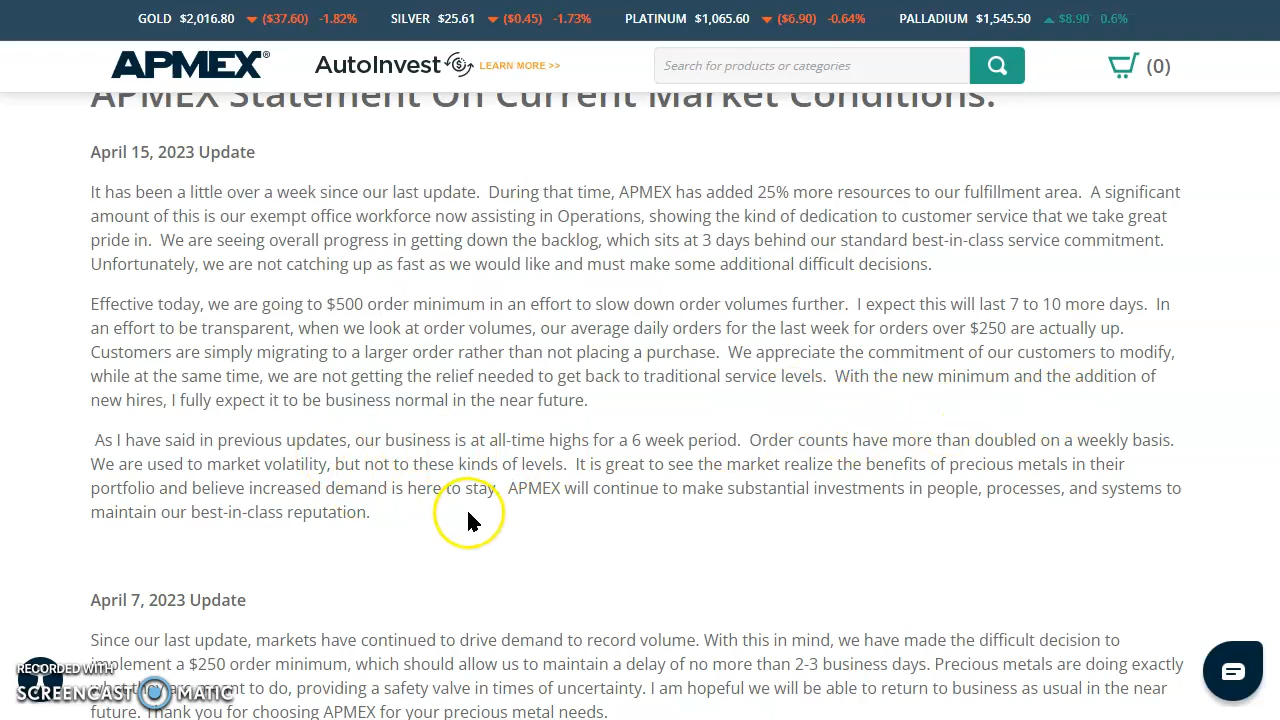 GOLD $2,016.80 ($37.60) -1.82% SILVER $25.61 ($0.45) -1.73% PLATINUM $1,065.60 ($6.90) -0.64% PALLADIUM $1,545.50 $8.90 0.6%
APMEX® AutoInvest LEARN MORE >> Search for products or categories (0)
APMEX Statement On Current Market Conditions:
April 15, 2023 Update
It has been a little over a week since our last update. During that time, APMEX has added 25% more resources to our fulfillment area. A significant
amount of this is our exempt office workforce now assisting in Operations, showing the kind of dedication to customer service that we take great
pride in. We are seeing overall progress in getting down the backlog, which sits at 3 days behind our standard best-in-class service commitment.
Unfortunately, we are not catching up as fast as we would like and must make some additional difficult decisions.
Effective today, we are going to $500 order minimum in an effort to slow down order volumes further. I expect this will last 7 to 10 more days. In
an effort to be transparent, when we look at order volumes, our average daily orders for the last week for orders over $250 are actually up.
Customers are simply migrating to a larger order rather than not placing a purchase. We appreciate the commitment of our customers to modify,
while at the same time, we are not getting the relief needed to get back to traditional service levels. With the new minimum and the addition of
new hires, I fully expect it to be business normal in the near future.
As I have said in previous updates, our business is at all-time highs for a 6 week period. Order counts have more than doubled on a weekly basis.
We are used to market volatility, but not to these kinds of levels. It is great to see the market realize the benefits of precious metals in their
portfolio and believe increased demand is here to stay. APMEX will continue to make substantial investments in people, processes, and systems to
maintain our best-in-class reputation.
April 7, 2023 Update
Since our last update, markets have continued to drive demand to record volume. With this in mind, we have made the difficult decision to
implement a $250 order minimum, which should allow us to maintain a delay of no more than 2-3 business days. Precious metals are doing exactly
what they are meant to do, providing a safety valve in times of uncertainty. I am hopeful we will be able to return to business as usual in the near
future. Thank you for choosing APMEX for your precious metal needs.
RECORDED WITH
SCREENCAST MATIC